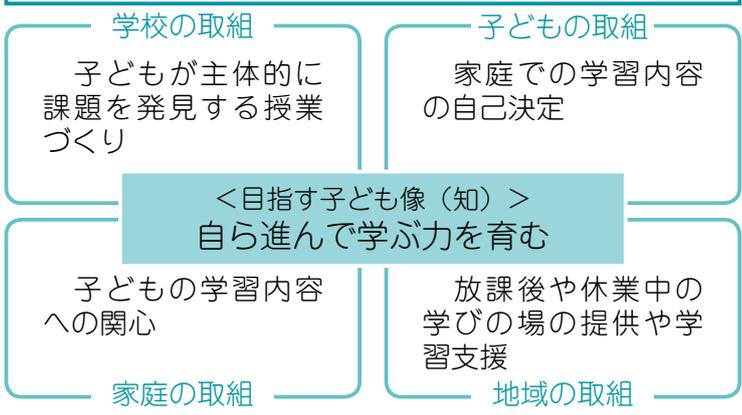 学校の取組
子どもが主体的に
課題を発見する授業
づくり
子どもの取組
家庭での学習内容
の自己決定
＜目指す子ども像（知）＞
自ら進んで学ぶ力を育む
子どもの学習内容
への関心
家庭の取組
放課後や休業中の
学びの場の提供や学
習支援
地域の取組